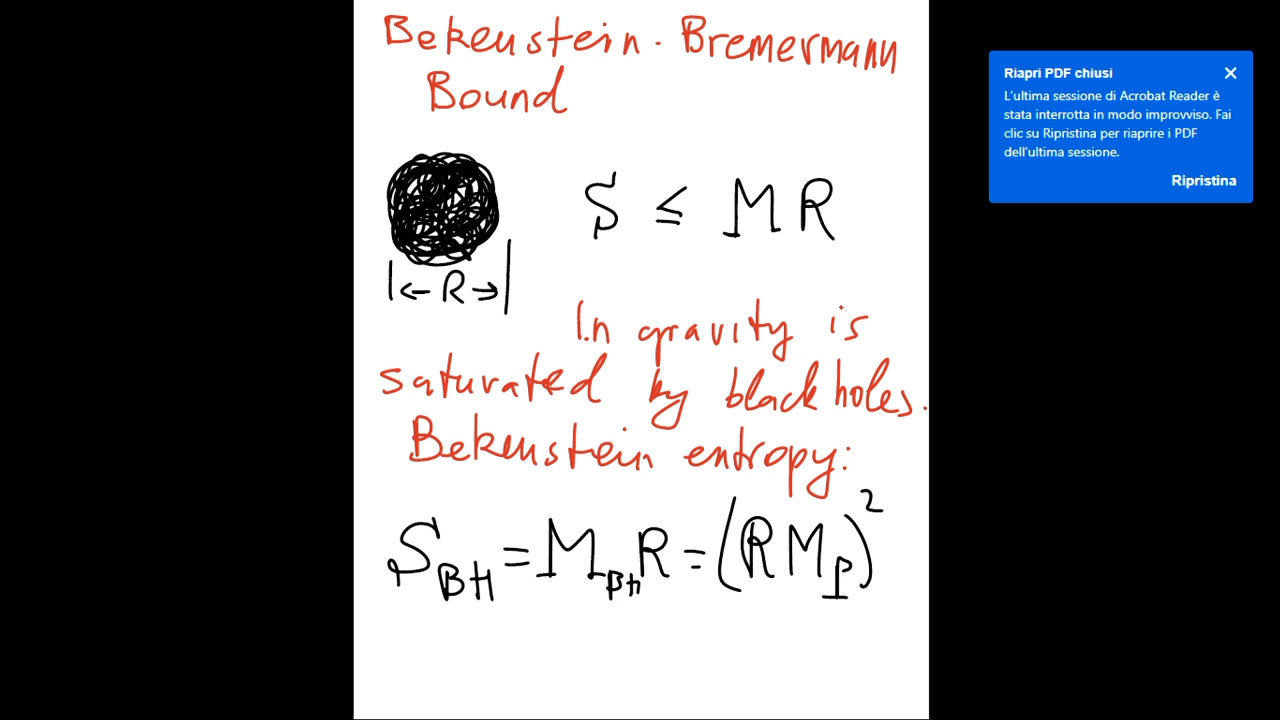 Bekenstein - Bremermann
Bound
S ≤ M R
|← R →|
In gravity is
saturated by black holes.
Bekenstein entropy:
S_BH = M_BH R = (R M_P)²
Riapri PDF chiusi
L'ultima sessione di Acrobat Reader è
stata interrotta in modo improvviso. Fai
clic su Ripristina per riaprire i PDF
dell'ultima sessione.
Ripristina